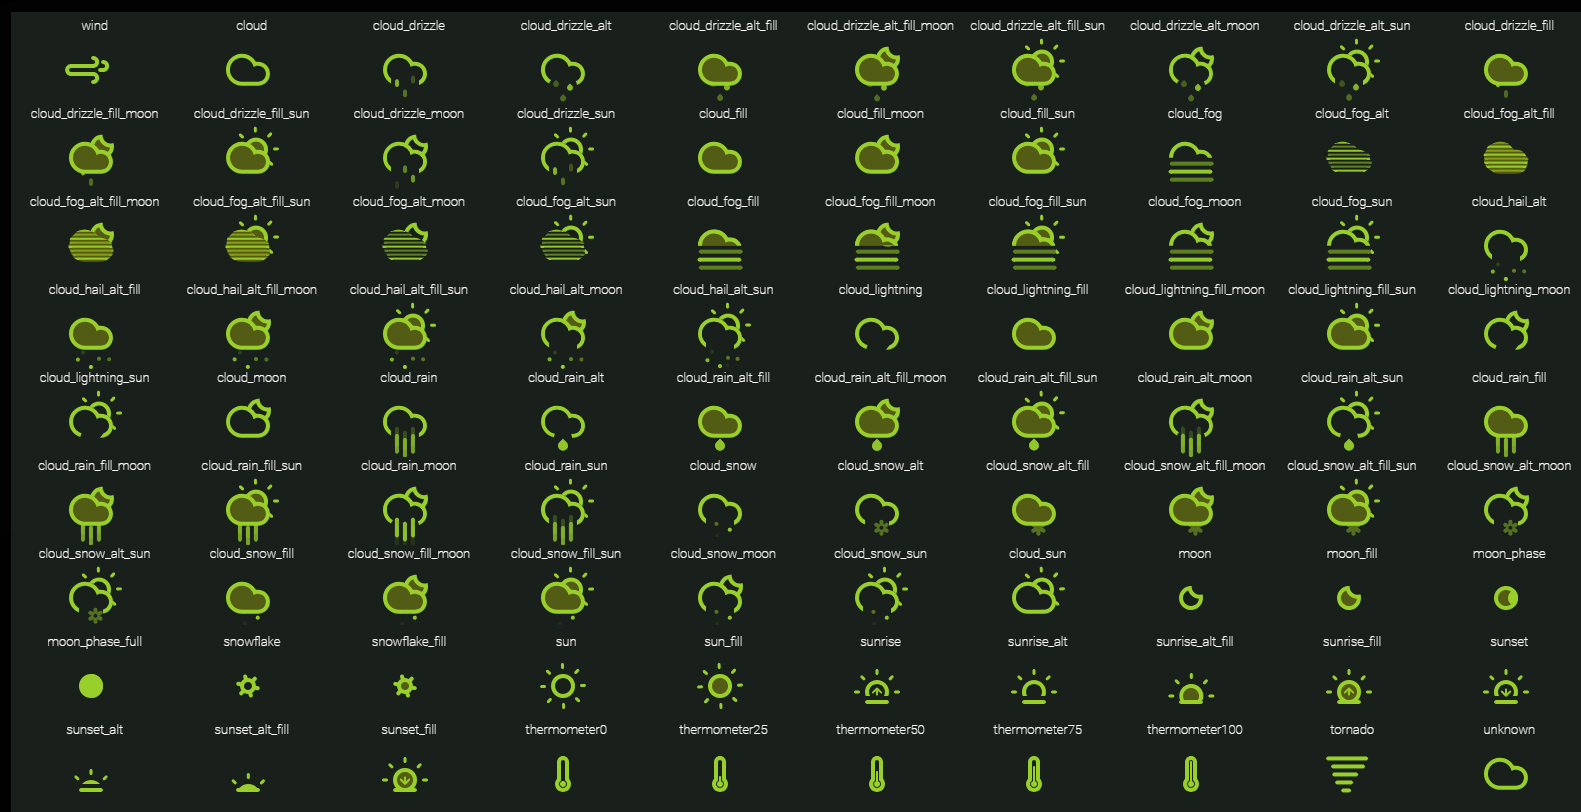 wind cloud cloud_drizzle cloud_drizzle_alt cloud_drizzle_alt_fill cloud_drizzle_alt_fill_moon cloud_drizzle_alt_fill_sun cloud_drizzle_alt_moon cloud_drizzle_alt_sun cloud_drizzle_fill
cloud_drizzle_fill_moon cloud_drizzle_fill_sun cloud_drizzle_moon cloud_drizzle_sun cloud_fill cloud_fill_moon cloud_fill_sun cloud_fog cloud_fog_alt cloud_fog_alt_fill
cloud_fog_alt_fill_moon cloud_fog_alt_fill_sun cloud_fog_alt_moon cloud_fog_alt_sun cloud_fog_fill cloud_fog_fill_moon cloud_fog_fill_sun cloud_fog_moon cloud_fog_sun cloud_hail_alt
cloud_hail_alt_fill cloud_hail_alt_fill_moon cloud_hail_alt_fill_sun cloud_hail_alt_moon cloud_hail_alt_sun cloud_lightning cloud_lightning_fill cloud_lightning_fill_moon cloud_lightning_fill_sun cloud_lightning_moon
cloud_lightning_sun cloud_moon cloud_rain cloud_rain_alt cloud_rain_alt_fill cloud_rain_alt_fill_moon cloud_rain_alt_fill_sun cloud_rain_alt_moon cloud_rain_alt_sun cloud_rain_fill
cloud_rain_fill_moon cloud_rain_fill_sun cloud_rain_moon cloud_rain_sun cloud_snow cloud_snow_alt cloud_snow_alt_fill cloud_snow_alt_fill_moon cloud_snow_alt_fill_sun cloud_snow_alt_moon
cloud_snow_alt_sun cloud_snow_fill cloud_snow_fill_moon cloud_snow_fill_sun cloud_snow_moon cloud_snow_sun cloud_sun moon moon_fill moon_phase
moon_phase_full snowflake snowflake_fill sun sun_fill sunrise sunrise_alt sunrise_alt_fill sunrise_fill sunset
sunset_alt sunset_alt_fill sunset_fill thermometer0 thermometer25 thermometer50 thermometer75 thermometer100 tornado unknown